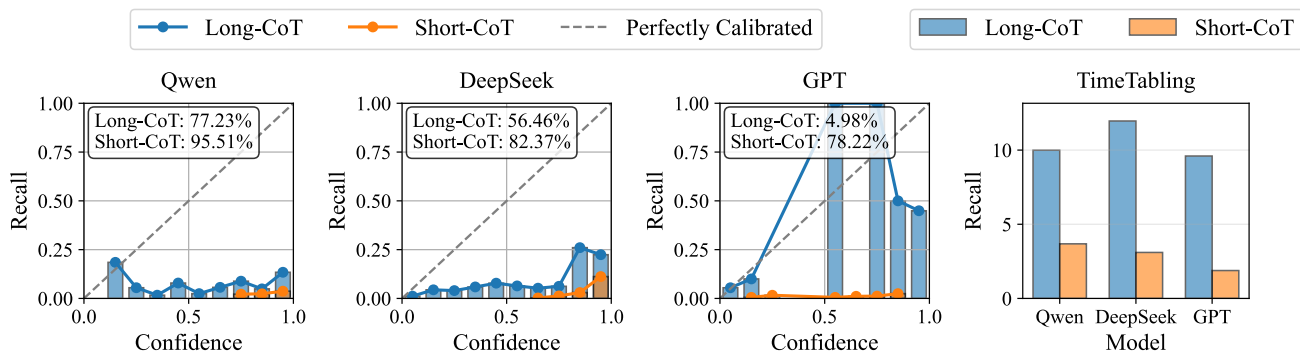 Long-CoT Short-CoT Perfectly Calibrated
Long-CoT Short-CoT
Qwen
Long-CoT: 77.23%
Short-CoT: 95.51%
1.00
0.75
0.50
0.25
0.00
Recall
0.0 0.5 1.0
Confidence
DeepSeek
Long-CoT: 56.46%
Short-CoT: 82.37%
1.00
0.75
0.50
0.25
0.00
Recall
0.0 0.5 1.0
Confidence
GPT
Long-CoT: 4.98%
Short-CoT: 78.22%
1.00
0.75
0.50
0.25
0.00
Recall
0.0 0.5 1.0
Confidence
TimeTabling
10
5
0
Recall
Qwen DeepSeek GPT
Model